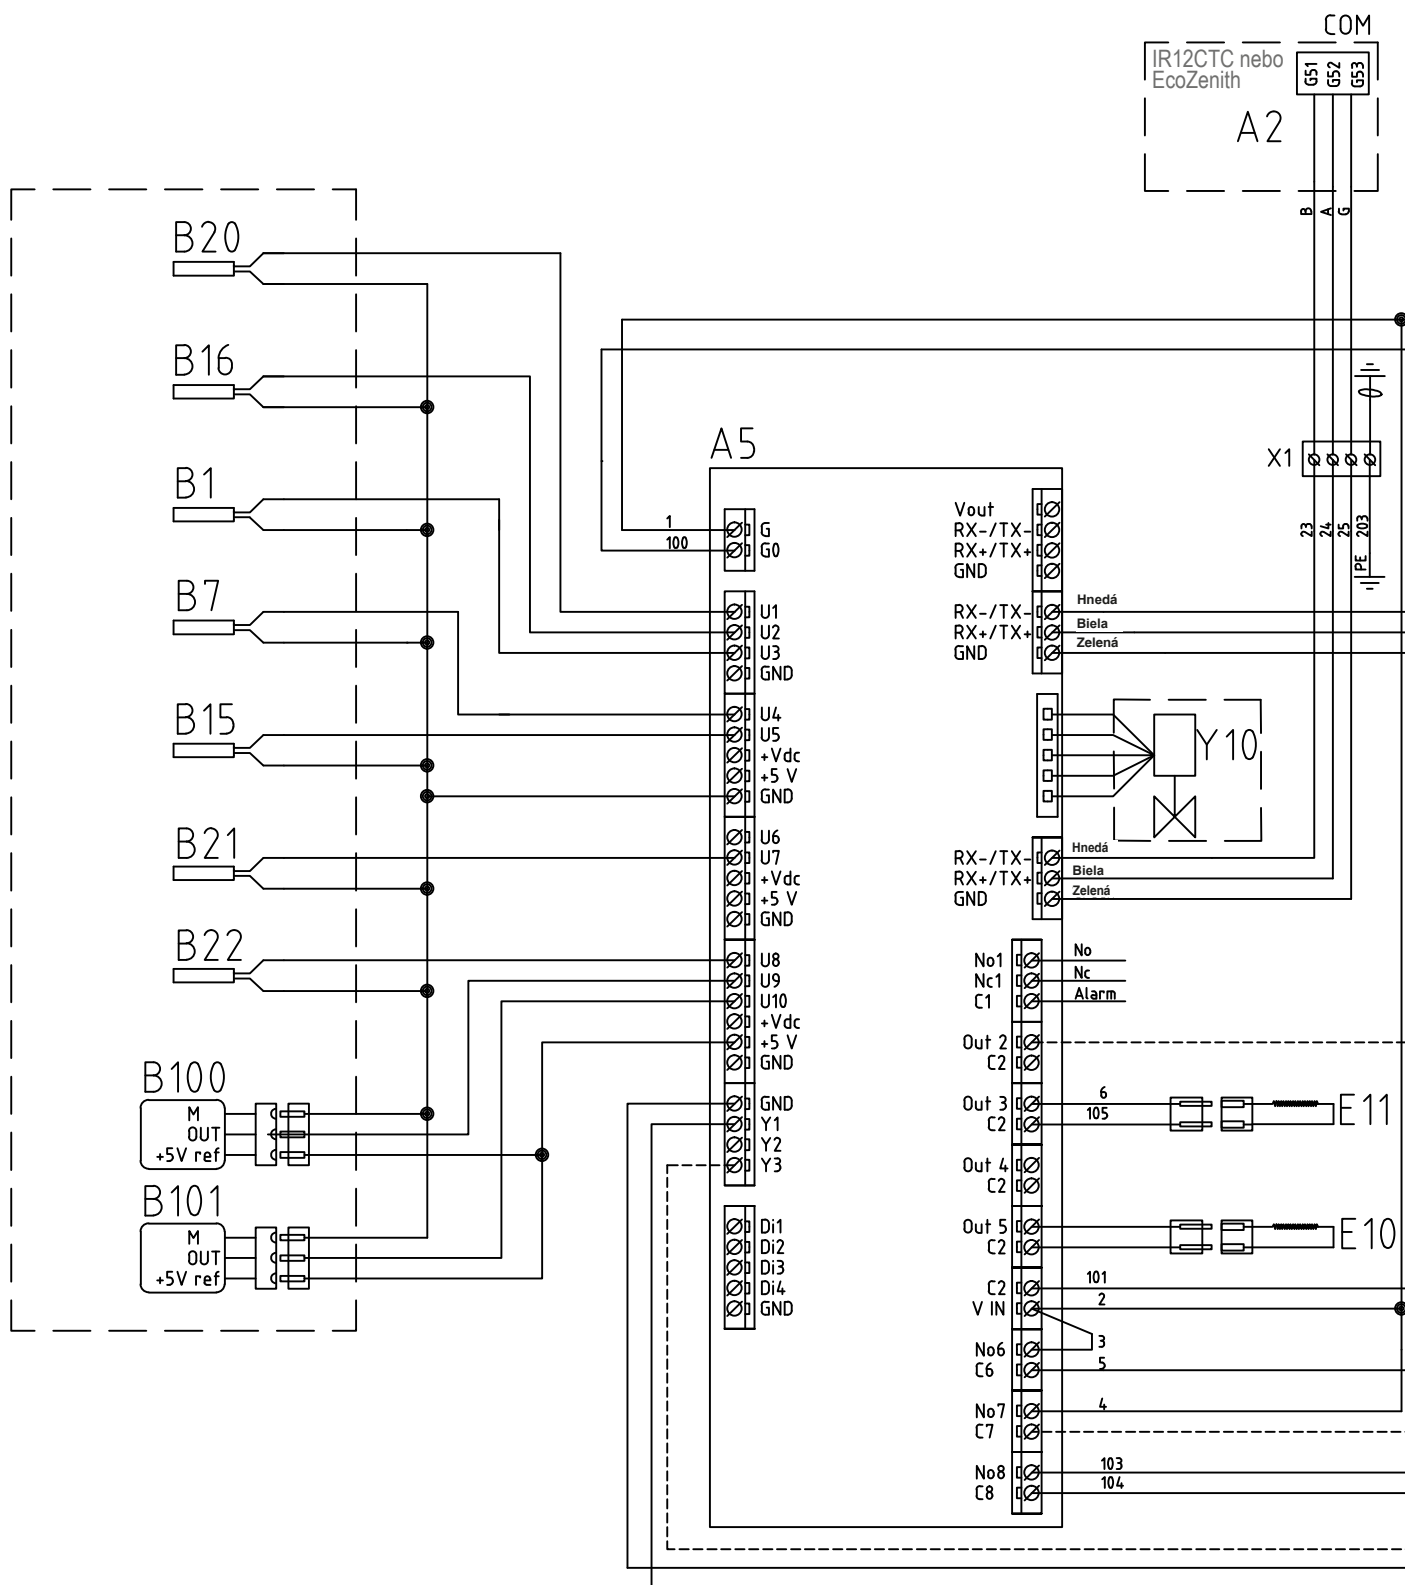 COM
IR12CTC nebo
EcoZenith
G51
G52
G53
A2
B
A
G
B20
B16
B1
B7
B15
B21
B22
B100
M
OUT
+5V ref
B101
M
OUT
+5V ref
A5
1
100
G
G0
U1
U2
U3
GND
U4
U5
+Vdc
+5 V
GND
U6
U7
+Vdc
+5 V
GND
U8
U9
U10
+Vdc
+5 V
GND
GND
Y1
Y2
Y3
Di1
Di2
Di3
Di4
GND
Vout
RX-/TX-
RX+/TX+
GND
RX-/TX- Hnedá
RX+/TX+ Biela
GND Zelená
X1
23
24
25
203
PE
Y10
RX-/TX- Hnedá
RX+/TX+ Biela
GND Zelená
No1 No
Nc1 Nc
C1 Alarm
Out 2
C2
Out 3 6
C2 105
E11
Out 4
C2
Out 5
C2
E10
C2 101
V IN 2
No6 3
C6 5
No7 4
C7
No8 103
C8 104